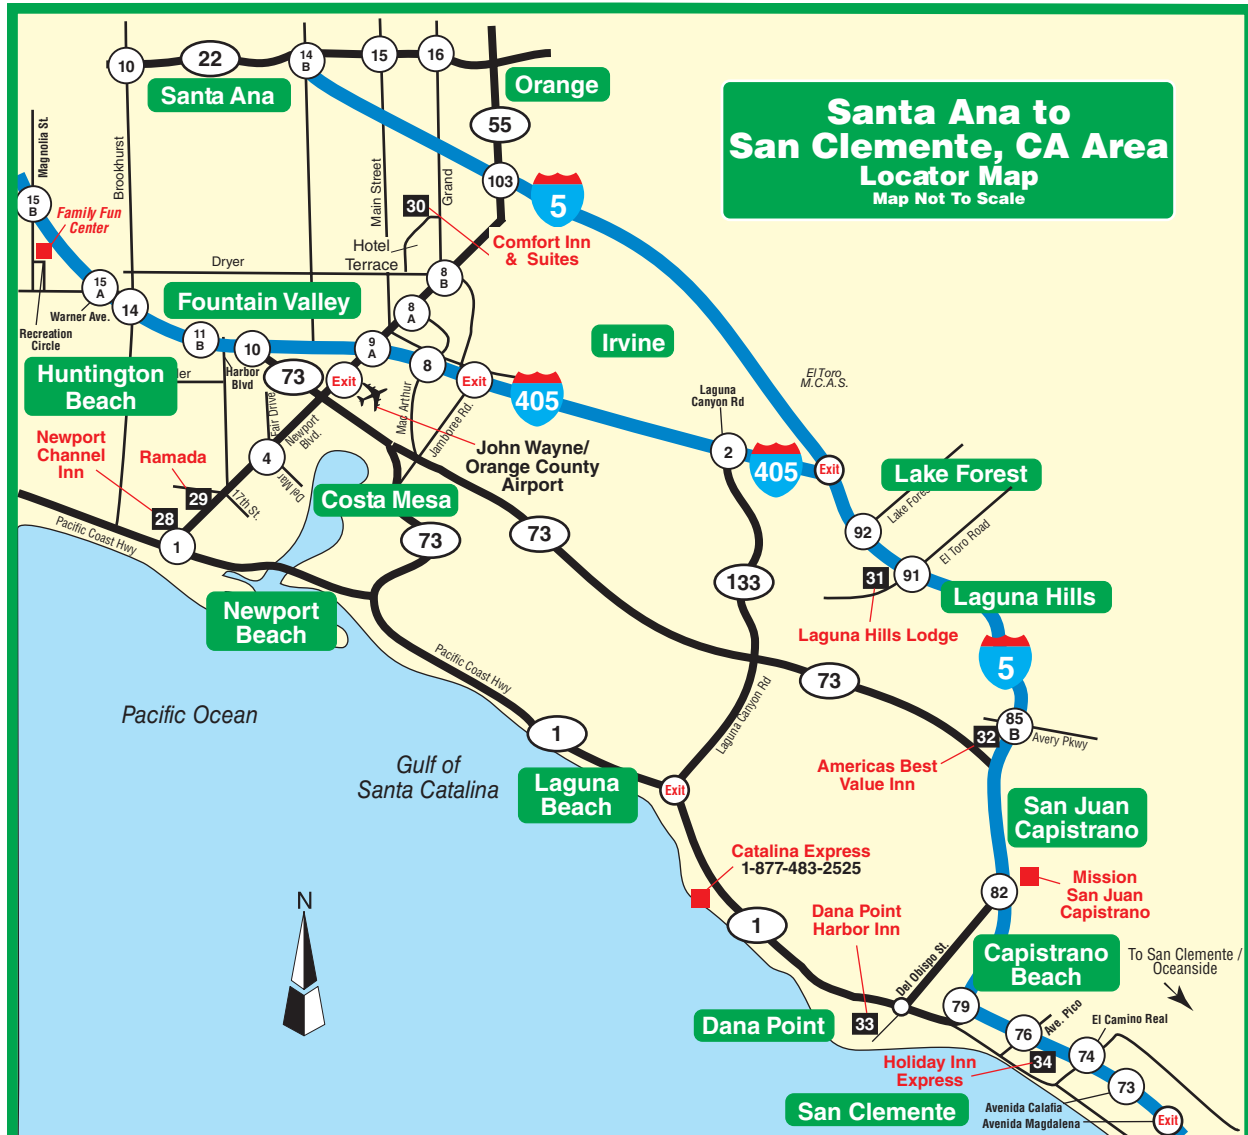 Santa Ana to
San Clemente, CA Area
Locator Map
Map Not To Scale
10
22
14
B
15
16
Santa Ana
Orange
55
103
5
Magnolia St.
Brookhurst
Main Street
Grand
15
B
Family Fun
Center
30
Comfort Inn
& Suites
Hotel
Terrace
Dryer
8
B
15
A
Warner Ave.
14
Fountain Valley
8
A
Recreation
Circle
11
B
10
9
A
8
Irvine
Huntington
Beach
ler
Harbor
Blvd
73
Exit
Exit
405
El Toro
M.C.A.S.
Laguna
Canyon Rd
Fair Drive
Newport
Blvd.
Mac Arthur
Jamboree Rd.
Newport
Channel
Inn
Ramada
4
John Wayne/
Orange County
Airport
2
405
Exit
Lake Forest
Lake Fores
29
17th St.
Del Mar
Costa Mesa
28
1
Pacific Coast Hwy
73
73
92
El Toro Road
133
31
91
Laguna Hills
Newport
Beach
Laguna Hills Lodge
5
Pacific Coast Hwy
73
Laguna Canyon Rd
Pacific Ocean
1
32
85
B
Avery Pkwy
Gulf of
Santa Catalina
Laguna
Beach
Exit
Americas Best
Value Inn
San Juan
Capistrano
Catalina Express
1-877-483-2525
82
Mission
San Juan
Capistrano
N
1
Dana Point
Harbor Inn
Del Obispo St.
Capistrano
Beach
To San Clemente /
Oceanside
Dana Point
33
79
76
Ave. Pico
El Camino Real
74
34
Holiday Inn
Express
73
San Clemente
Avenida Calafia
Avenida Magdalena
Exit